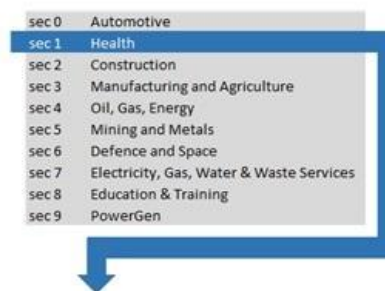 sec 0 Automotive
sec 1 Health
sec 2 Construction
sec 3 Manufacturing and Agriculture
sec 4 Oil, Gas, Energy
sec 5 Mining and Metals
sec 6 Defence and Space
sec 7 Electricity, Gas, Water & Waste Services
sec 8 Education & Training
sec 9 PowerGen